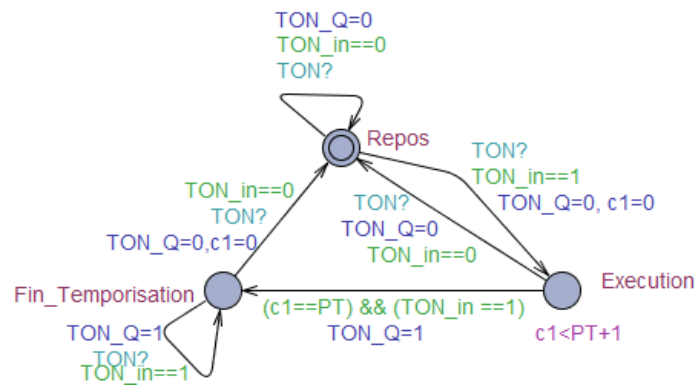 TON_Q=0
TON_in==0
TON?
Repos
TON?
TON_in==1
TON_Q=0, c1=0
TON_in==0
TON?
TON_Q=0,c1=0
TON?
TON_Q=0
TON_in==0
Fin_Temporisation
Execution
(c1==PT) && (TON_in ==1)
TON_Q=1
c1<PT+1
TON_Q=1
TON?
TON_in==1